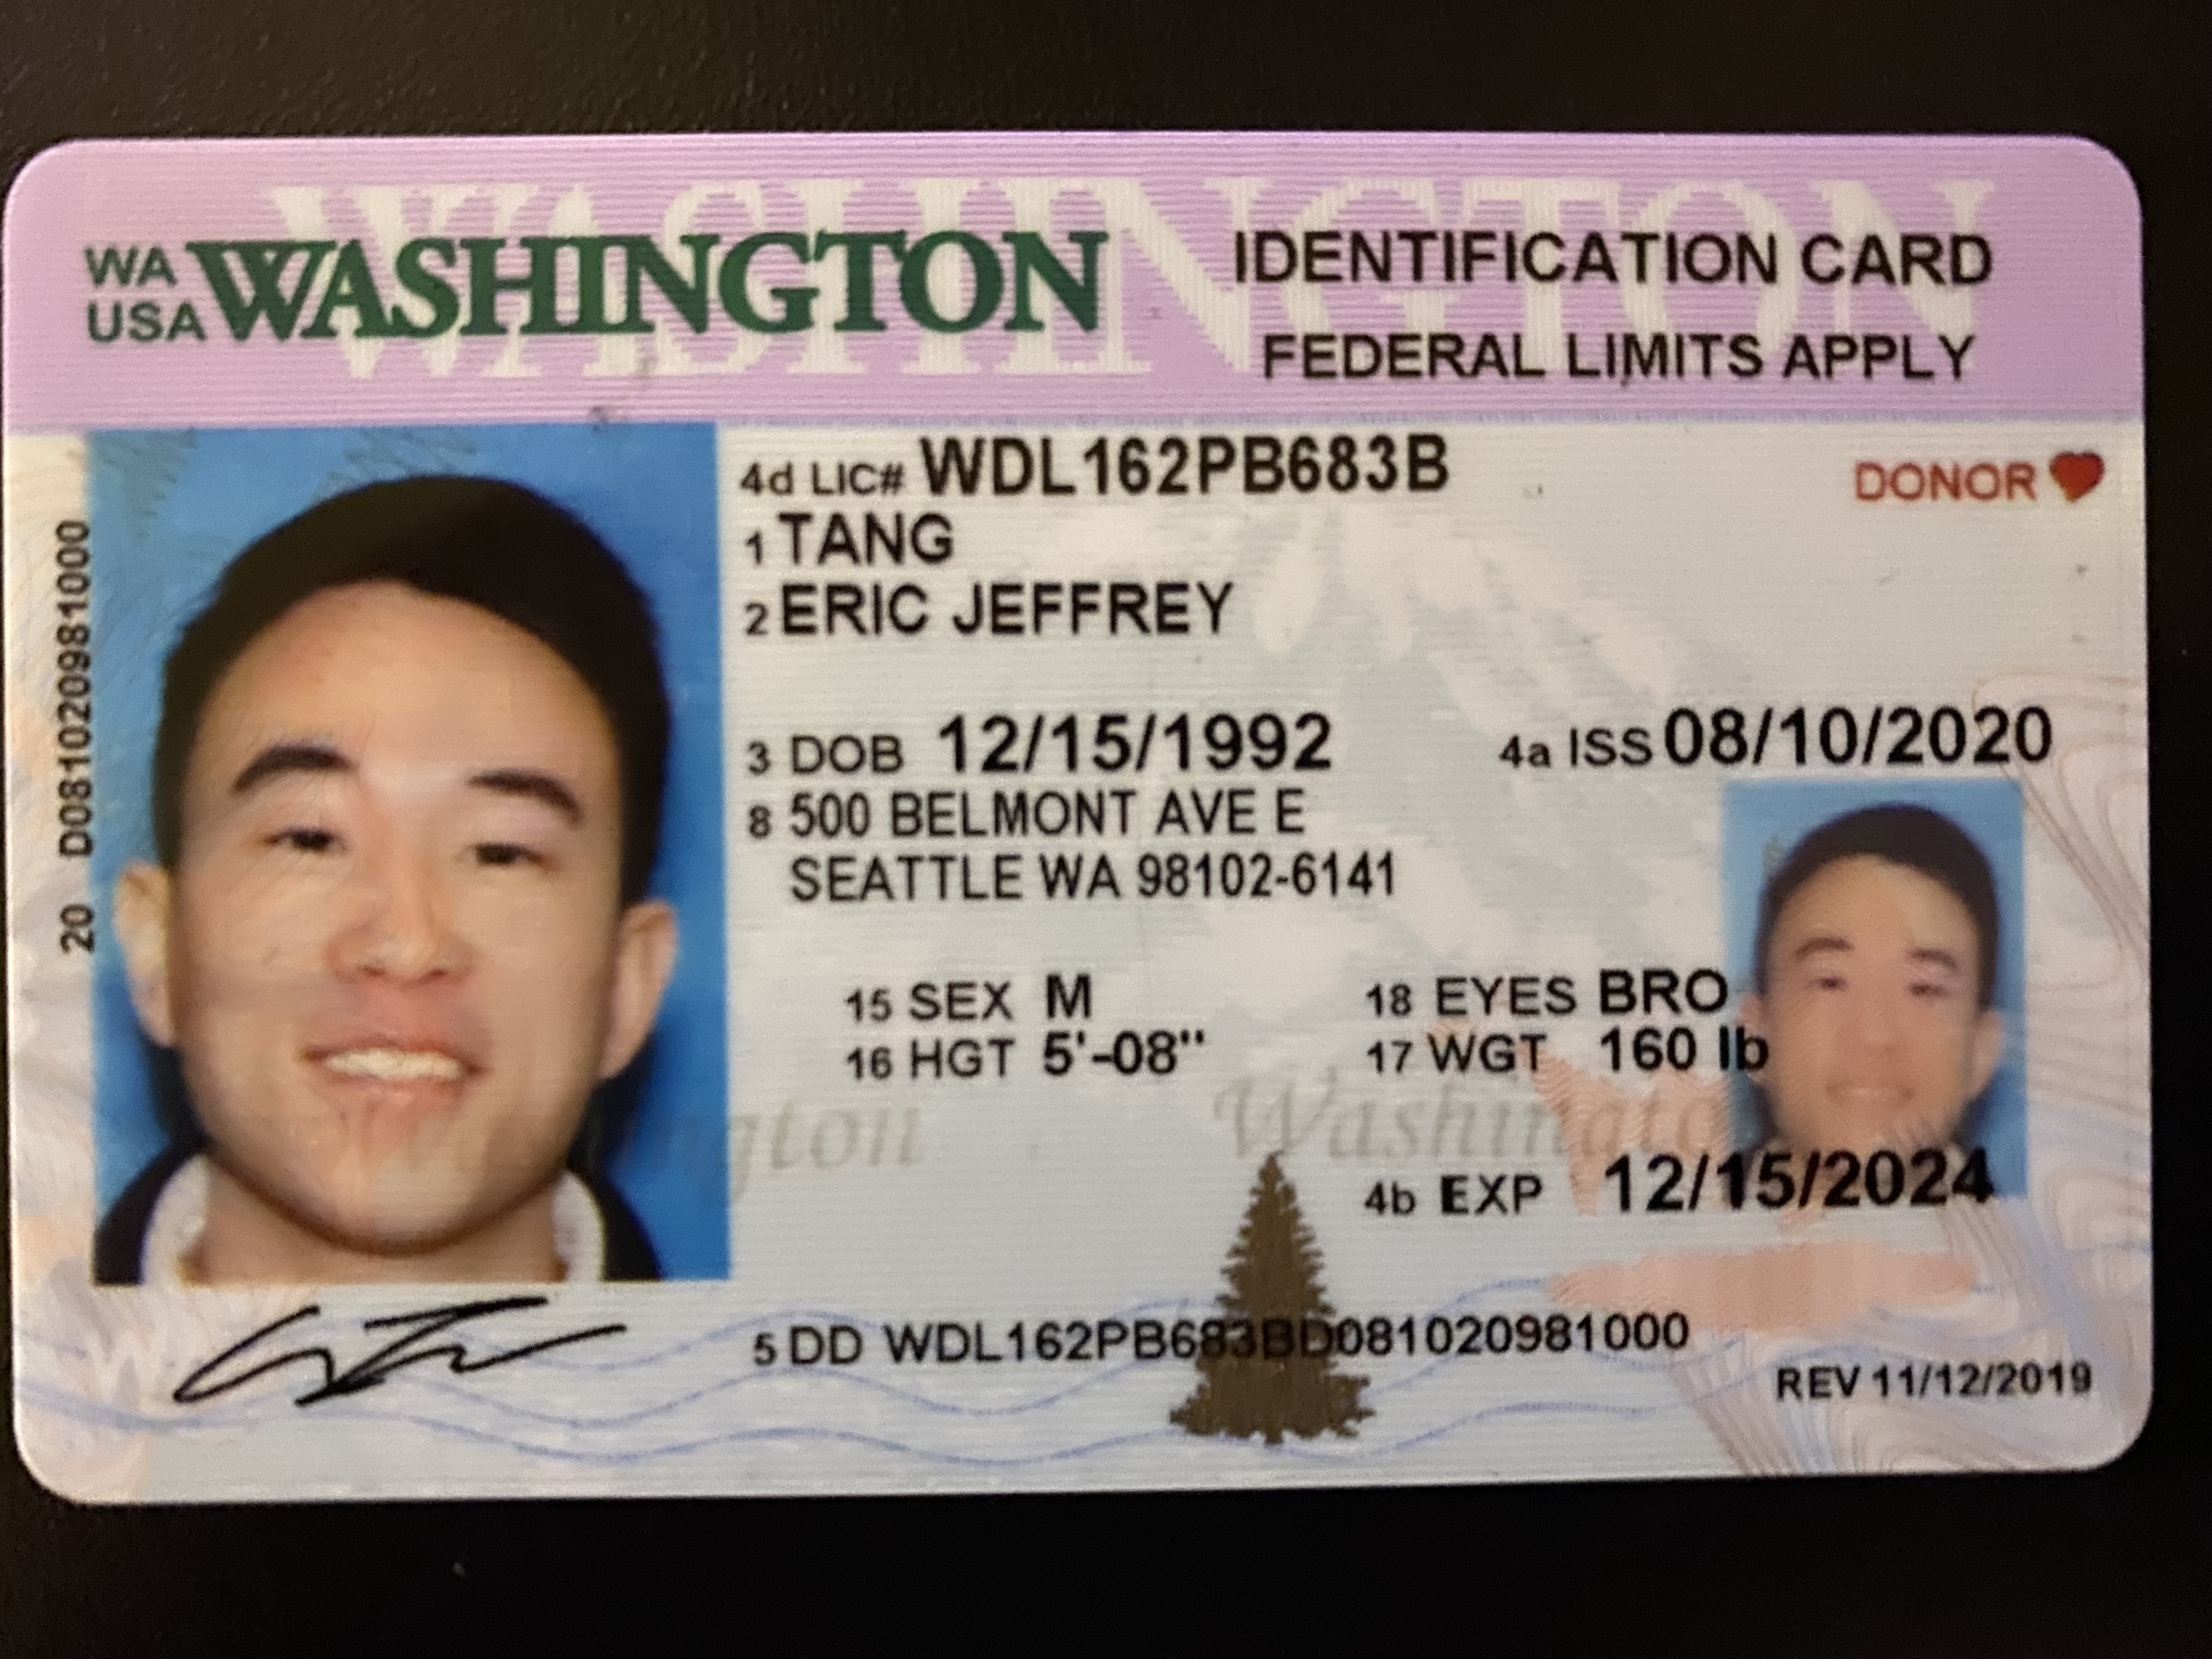 WASHINGTON
WA USA WASHINGTON
IDENTIFICATION CARD
FEDERAL LIMITS APPLY
4d LIC# WDL162PB683B
DONOR
1 TANG
2 ERIC JEFFREY
3 DOB 12/15/1992
4a ISS 08/10/2020
8 500 BELMONT AVE E
SEATTLE WA 98102-6141
15 SEX M
18 EYES BRO
16 HGT 5'-08"
17 WGT 160 lb
Washington
4b EXP 12/15/2024
5 DD WDL162PB683BD081020981000
REV 11/12/2019
20 D081020981000